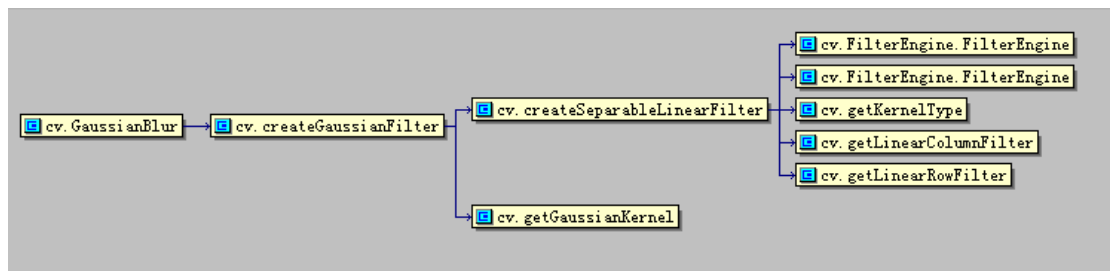 cv.FilterEngine.FilterEngine
cv.FilterEngine.FilterEngine
cv.createSeparableLinearFilter
cv.getKernelType
cv.GaussianBlur
cv.createGaussianFilter
cv.getLinearColumnFilter
cv.getLinearRowFilter
cv.getGaussianKernel